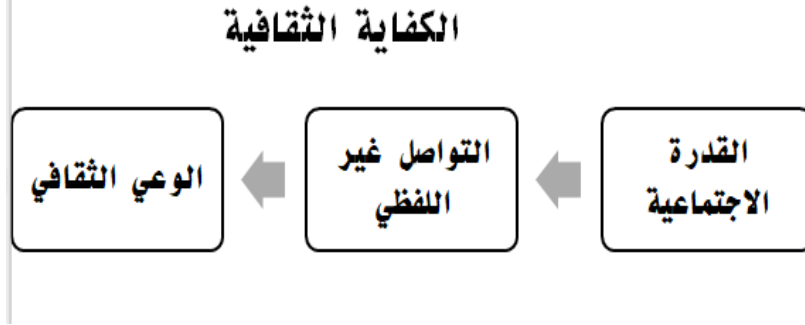 الكفاية الثقافية
القدرة
الاجتماعية
التواصل غير
اللفظي
الوعي الثقافي